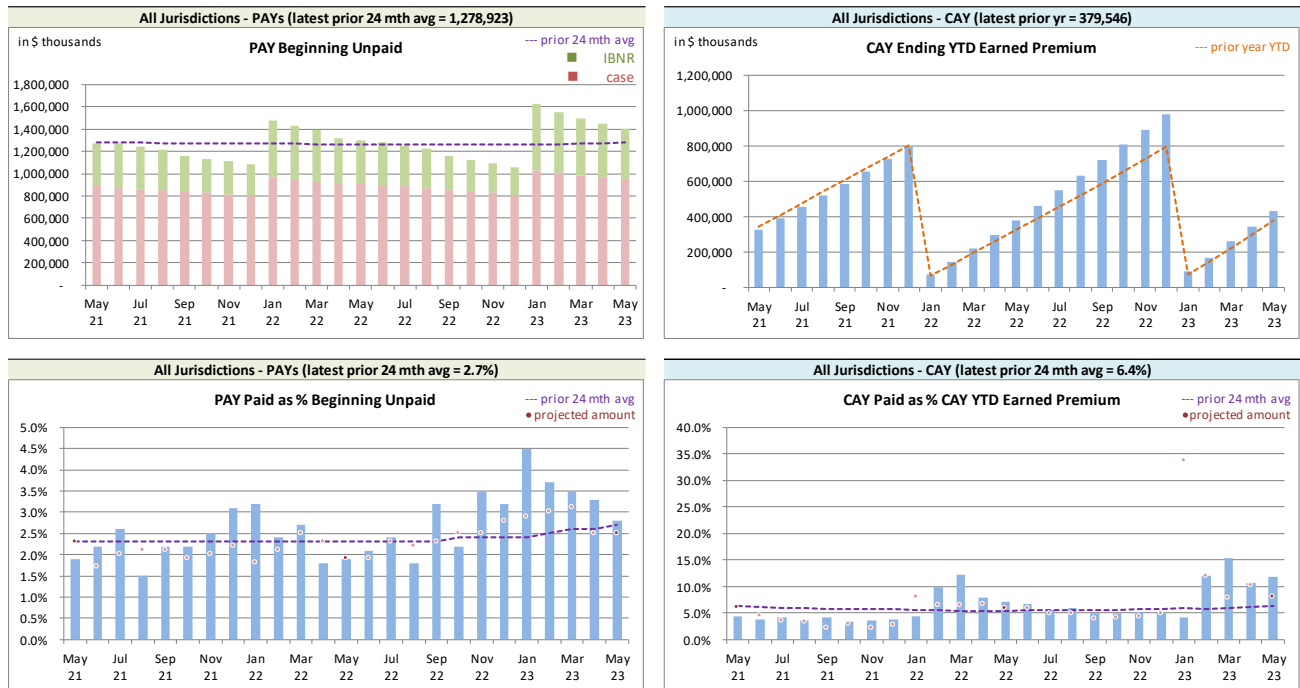 All Jurisdictions - PAYs (latest prior 24 mth avg = 1,278,923)
in $ thousands
PAY Beginning Unpaid
--- prior 24 mth avg
IBNR
case
1,800,000
1,600,000
1,400,000
1,200,000
1,000,000
800,000
600,000
400,000
200,000
-
May Jul Sep Nov Jan Mar May Jul Sep Nov Jan Mar May
21 21 21 21 22 22 22 22 22 22 23 23 23
All Jurisdictions - CAY (latest prior yr = 379,546)
in $ thousands
CAY Ending YTD Earned Premium
--- prior year YTD
1,200,000
1,000,000
800,000
600,000
400,000
200,000
-
May Jul Sep Nov Jan Mar May Jul Sep Nov Jan Mar May
21 21 21 21 22 22 22 22 22 22 23 23 23
All Jurisdictions - PAYs (latest prior 24 mth avg = 2.7%)
PAY Paid as % Beginning Unpaid
--- prior 24 mth avg
projected amount
5.0%
4.5%
4.0%
3.5%
3.0%
2.5%
2.0%
1.5%
1.0%
0.5%
0.0%
May Jul Sep Nov Jan Mar May Jul Sep Nov Jan Mar May
21 21 21 21 22 22 22 22 22 22 23 23 23
All Jurisdictions - CAY (latest prior 24 mth avg = 6.4%)
CAY Paid as % CAY YTD Earned Premium
--- prior 24 mth avg
projected amount
40.0%
35.0%
30.0%
25.0%
20.0%
15.0%
10.0%
5.0%
0.0%
May Jul Sep Nov Jan Mar May Jul Sep Nov Jan Mar May
21 21 21 21 22 22 22 22 22 22 23 23 23